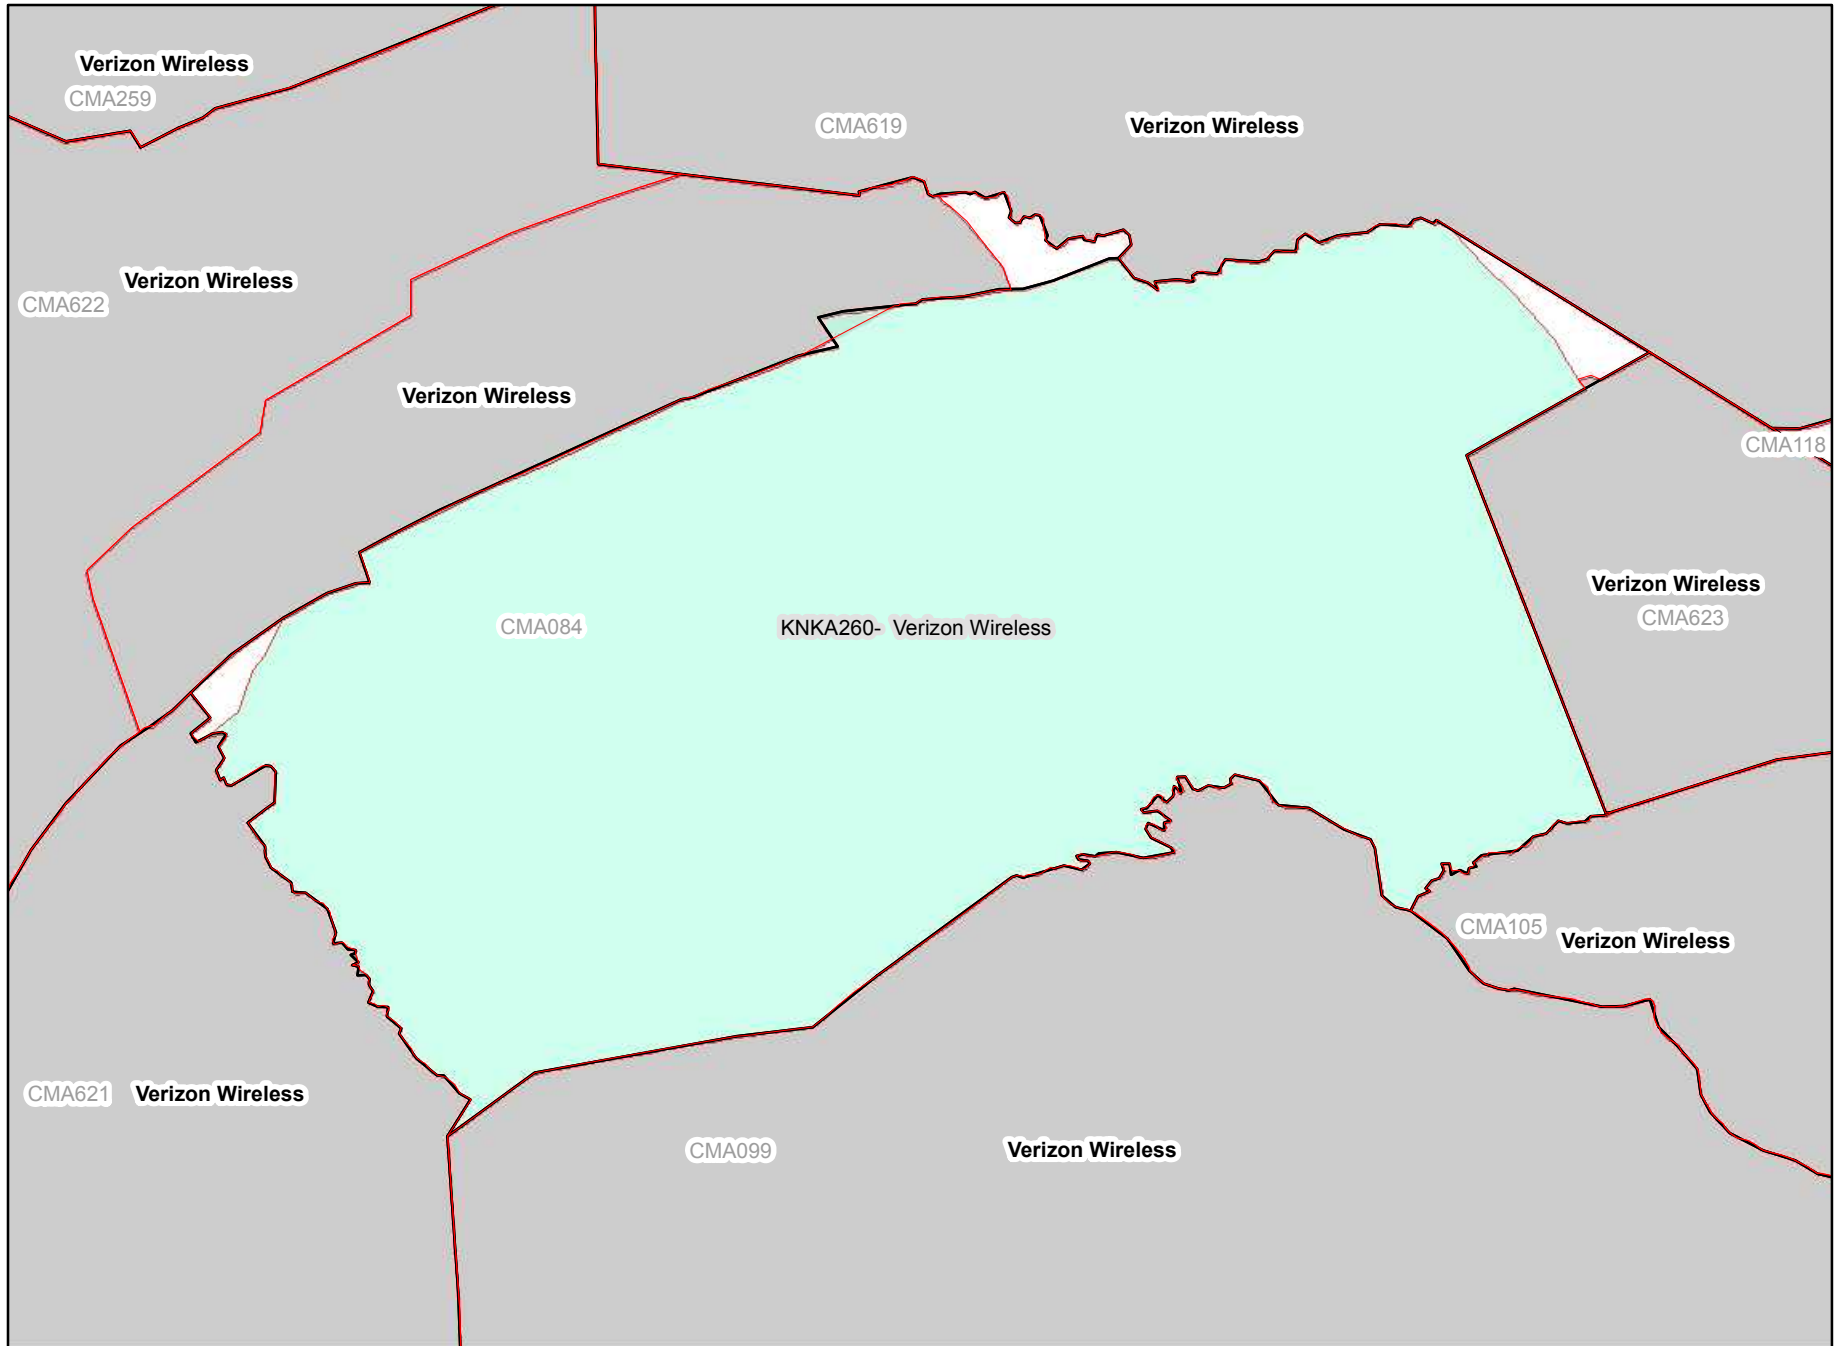 Verizon Wireless
CMA259
CMA619
Verizon Wireless
Verizon Wireless
CMA622
Verizon Wireless
CMA118
Verizon Wireless
CMA623
CMA084
KNKA260- Verizon Wireless
CMA105
Verizon Wireless
CMA621
Verizon Wireless
CMA099
Verizon Wireless